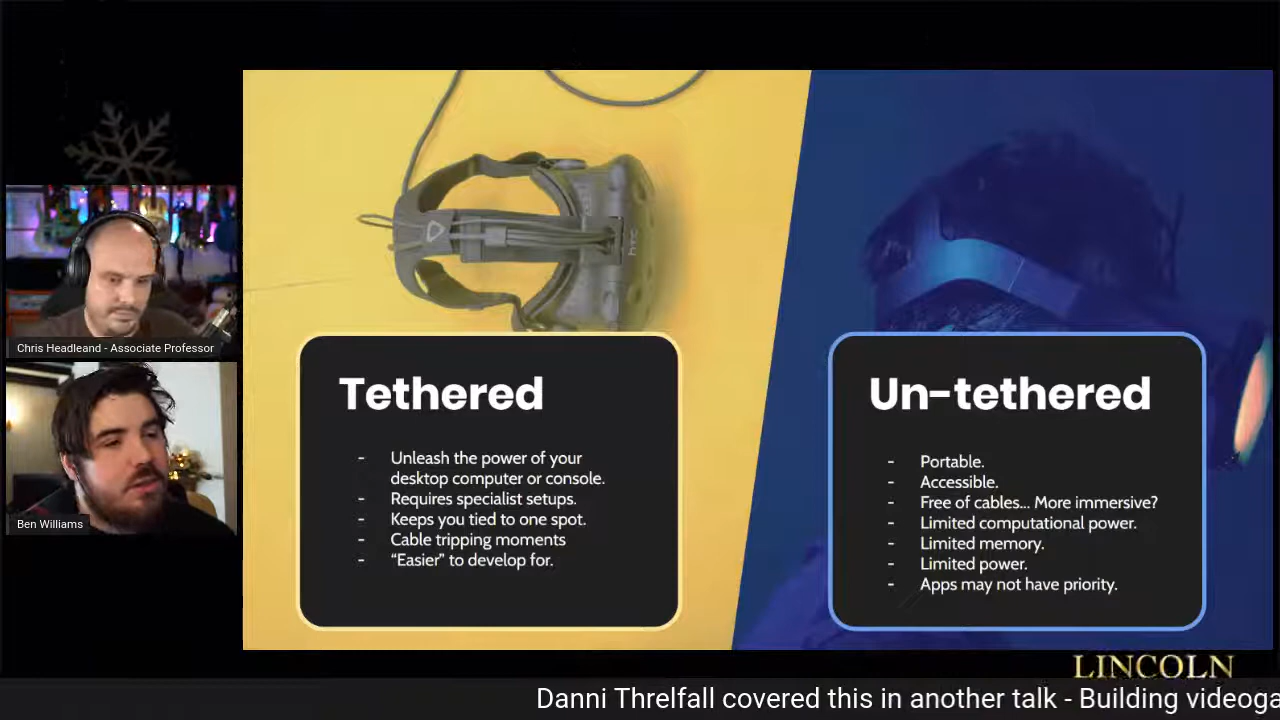 Chris Headleand - Associate Professor
Ben Williams
hTC
Tethered
- Unleash the power of your
desktop computer or console.
- Requires specialist setups.
- Keeps you tied to one spot.
- Cable tripping moments
- “Easier” to develop for.
Un-tethered
- Portable.
- Accessible.
- Free of cables... More immersive?
- Limited computational power.
- Limited memory.
- Limited power.
- Apps may not have priority.
LINCOLN
Danni Threlfall covered this in another talk - Building videoga